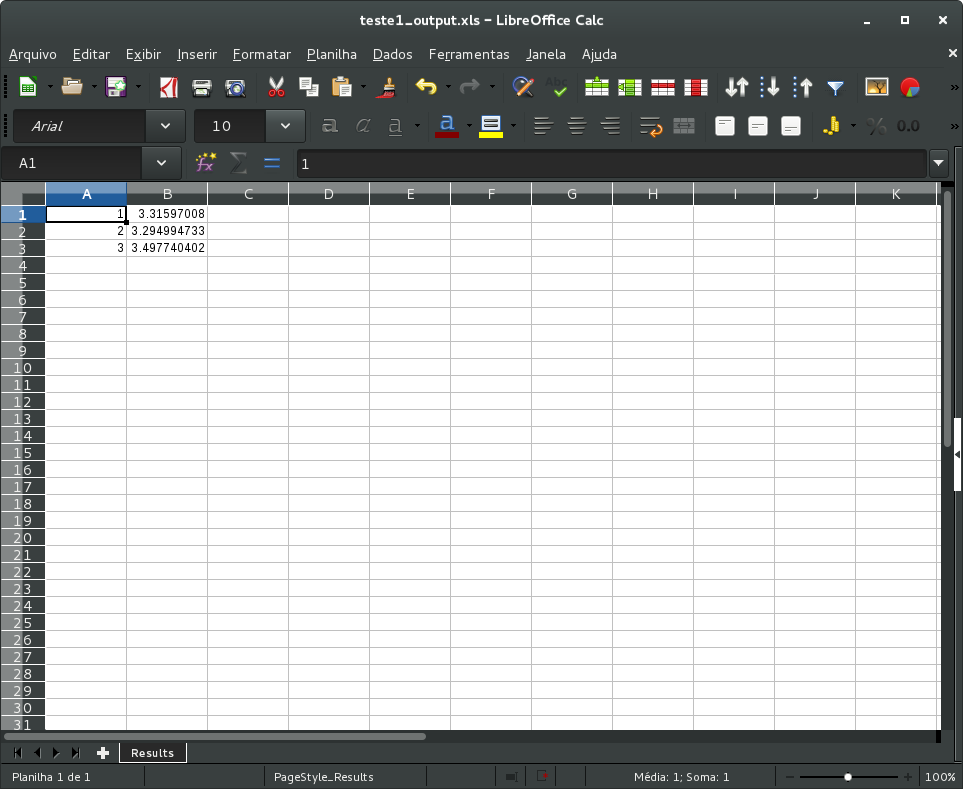 teste1_output.xls - LibreOffice Calc
Arquivo Editar Exibir Inserir Formatar Planilha Dados Ferramentas Janela Ajuda
Arial 10 a a a a 0.0
A1 1
A B C D E F G H I J K
1 1 3.31597008
2 2 3.294994733
3 3 3.497740402
4
5
6
7
8
9
10
11
12
13
14
15
16
17
18
19
20
21
22
23
24
25
26
27
28
29
30
31
Results
Planilha 1 de 1 PageStyle_Results Média: 1; Soma: 1 100%